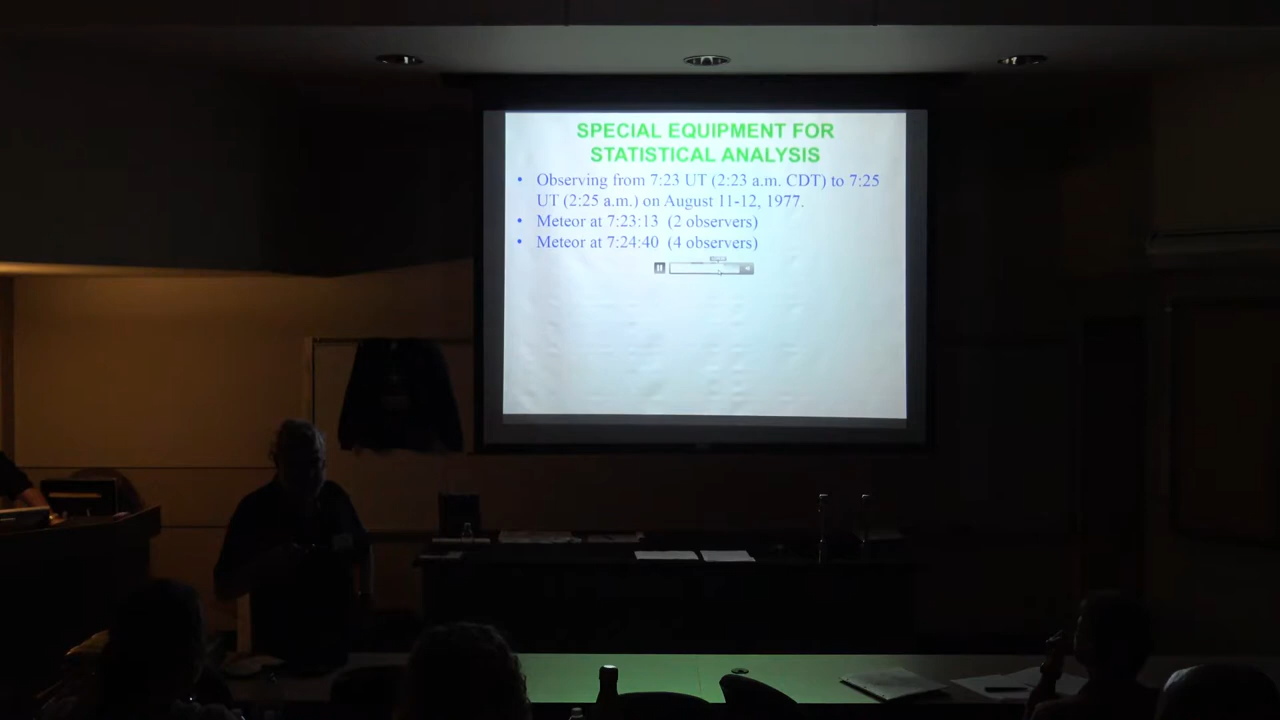 SPECIAL EQUIPMENT FOR
STATISTICAL ANALYSIS
• Observing from 7:23 UT (2:23 a.m. CDT) to 7:25
UT (2:25 a.m.) on August 11-12, 1977.
• Meteor at 7:23:13 (2 observers)
• Meteor at 7:24:40 (4 observers)